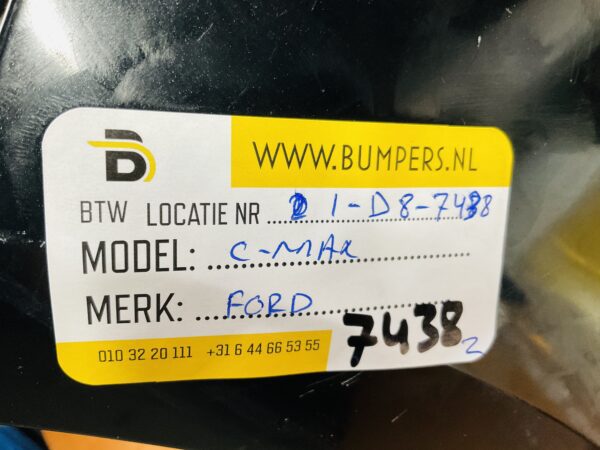 B
WWW.BUMPERS.NL
BTW LOCATIE NR ... 1-D8-7438
MODEL: C-MAX
MERK: FORD
010 32 20 111 +31 6 44 66 53 55
7438
2